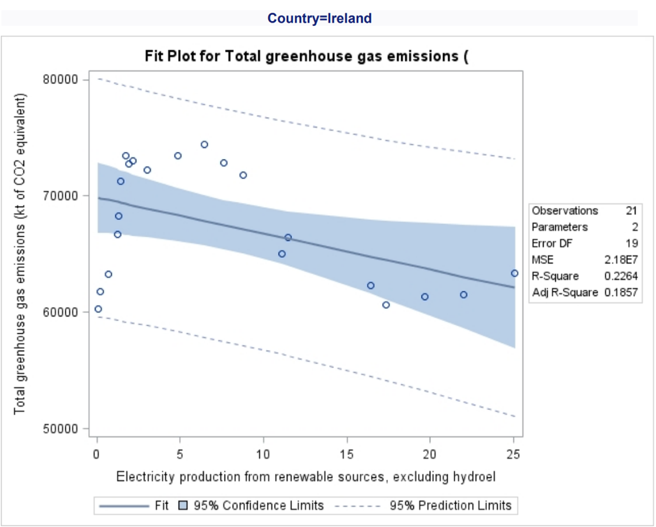 Country=Ireland
Fit Plot for Total greenhouse gas emissions (
Total greenhouse gas emissions (kt of CO2 equivalent)
80000
70000
60000
50000
0 5 10 15 20 25
Electricity production from renewable sources, excluding hydroel
Fit 95% Confidence Limits 95% Prediction Limits
Observations 21
Parameters 2
Error DF 19
MSE 2.18E7
R-Square 0.2264
Adj R-Square 0.1857